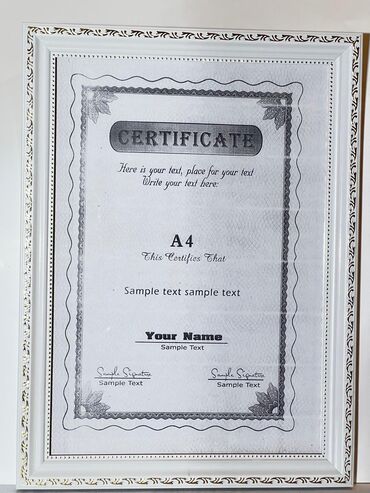 CERTIFICATE
Here is your text, place for your text
Write your text here:
A4
This Certifies That
Sample text sample text
Your Name
Sample Text
Sample Signature Sample Signature
Sample Text Sample Text